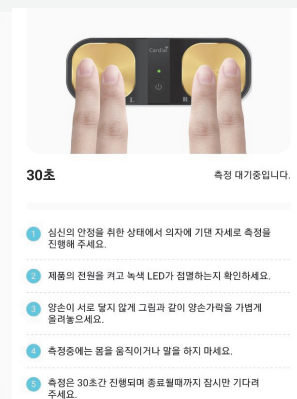 Cardiai
L
R
30초
측정 대기중입니다.
1 심신의 안정을 취한 상태에서 의자에 기댄 자세로 측정을
진행해 주세요.
2 제품의 전원을 켜고 녹색 LED가 점멸하는지 확인하세요.
3 양손이 서로 닿지 않게 그림과 같이 양손가락을 가볍게
올려놓으세요.
4 측정중에는 몸을 움직이거나 말을 하지 마세요.
5 측정은 30초간 진행되며 종료될때까지 잠시만 기다려
주세요.